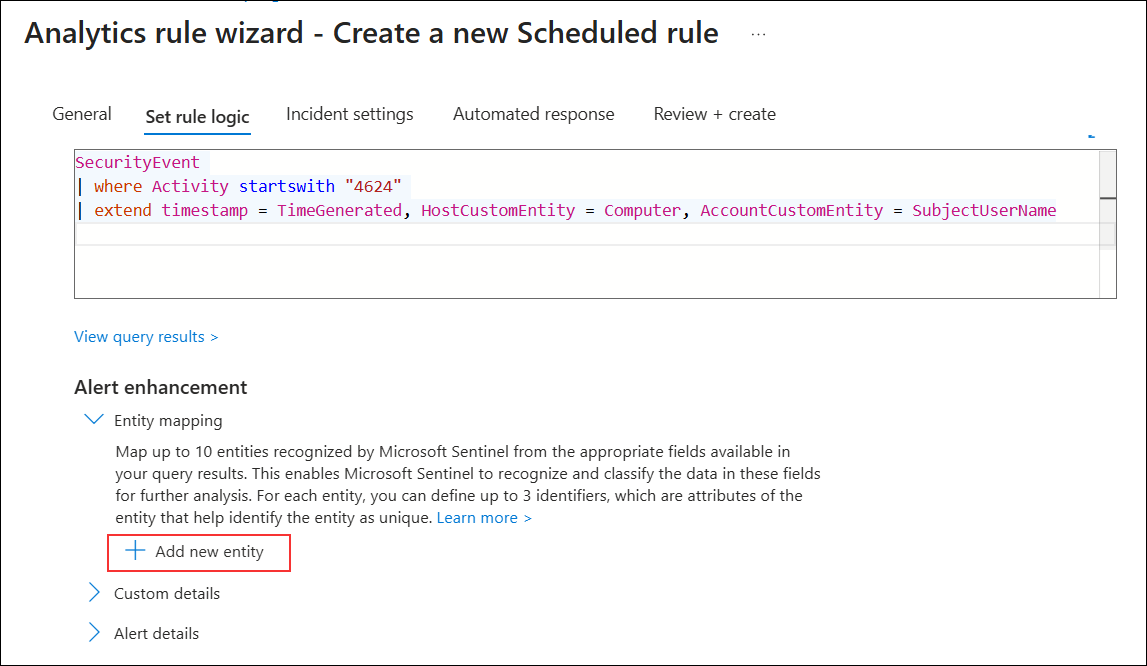 Analytics rule wizard - Create a new Scheduled rule ...
General Set rule logic Incident settings Automated response Review + create
SecurityEvent
| where Activity startswith "4624"
| extend timestamp = TimeGenerated, HostCustomEntity = Computer, AccountCustomEntity = SubjectUserName
View query results >
Alert enhancement
Entity mapping
Map up to 10 entities recognized by Microsoft Sentinel from the appropriate fields available in
your query results. This enables Microsoft Sentinel to recognize and classify the data in these fields
for further analysis. For each entity, you can define up to 3 identifiers, which are attributes of the
entity that help identify the entity as unique. Learn more >
+ Add new entity
Custom details
Alert details